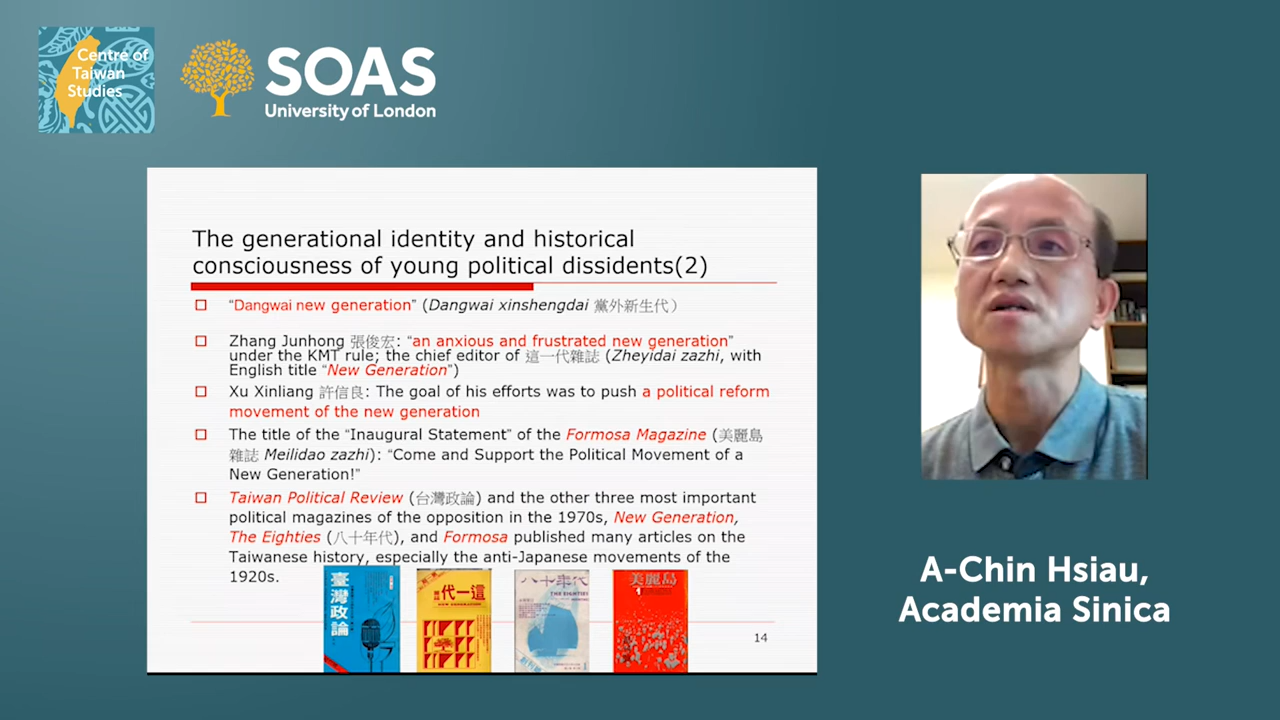 Centre of
Taiwan
Studies
SOAS
University of London
The generational identity and historical
consciousness of young political dissidents(2)
“Dangwai new generation” (Dangwai xinshengdai 黨外新生代）
Zhang Junhong 張俊宏: “an anxious and frustrated new generation”
under the KMT rule; the chief editor of 這一代雜誌 (Zheyidai zazhi, with
English title “New Generation”)
Xu Xinliang 許信良: The goal of his efforts was to push a political reform
movement of the new generation
The title of the “Inaugural Statement” of the Formosa Magazine (美麗島
雜誌 Meilidao zazhi): “Come and Support the Political Movement of a
New Generation!”
Taiwan Political Review (台灣政論) and the other three most important
political magazines of the opposition in the 1970s, New Generation,
The Eighties (八十年代), and Formosa published many articles on the
Taiwanese history, especially the anti-Japanese movements of the
1920s.
臺灣政論
代一這
NEW GENERATION
八十年代
THE EIGHTIES
美麗島
14
A-Chin Hsiau,
Academia Sinica